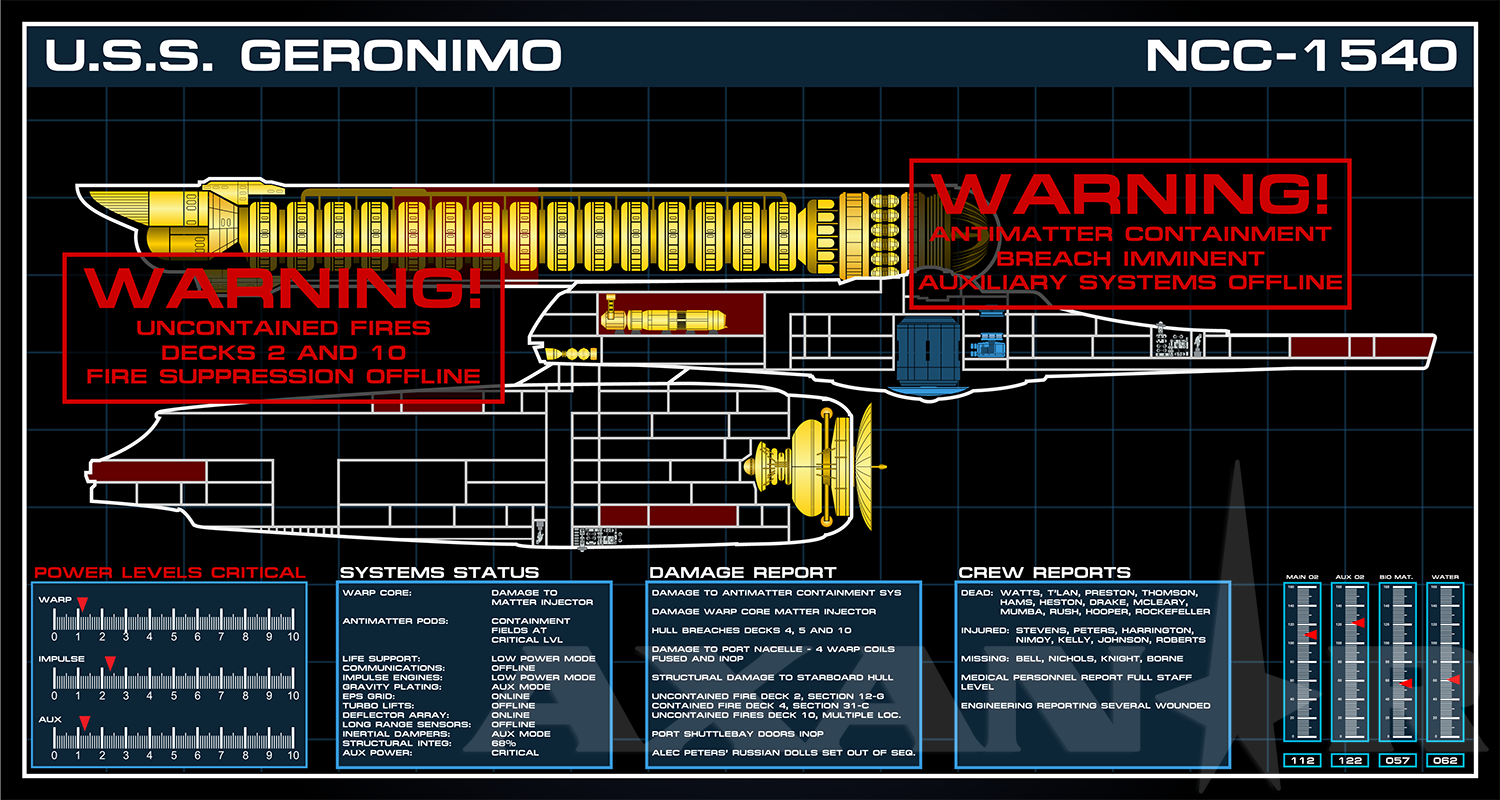 U.S.S. GERONIMO
NCC-1540
WARNING!
ANTIMATTER CONTAINMENT
BREACH IMMINENT
AUXILIARY SYSTEMS OFFLINE
WARNING!
UNCONTAINED FIRES
DECKS 2 AND 10
FIRE SUPPRESSION OFFLINE
POWER LEVELS CRITICAL
WARP
0 1 2 3 4 5 6 7 8 9 10
IMPULSE
0 1 2 3 4 5 6 7 8 9 10
AUX
0 1 2 3 4 5 6 7 8 9 10
SYSTEMS STATUS
WARP CORE: DAMAGE TO
MATTER INJECTOR
ANTIMATTER PODS: CONTAINMENT
FIELDS AT
CRITICAL LVL
LIFE SUPPORT: LOW POWER MODE
COMMUNICATIONS: OFFLINE
IMPULSE ENGINES: LOW POWER MODE
GRAVITY PLATING: AUX MODE
EPS GRID: ONLINE
TURBO LIFTS: OFFLINE
DEFLECTOR ARRAY: ONLINE
LONG RANGE SENSORS: OFFLINE
INERTIAL DAMPERS: AUX MODE
STRUCTURAL INTEG: 68%
AUX POWER: CRITICAL
DAMAGE REPORT
DAMAGE TO ANTIMATTER CONTAINMENT SYS
DAMAGE WARP CORE MATTER INJECTOR
HULL BREACHES DECKS 4, 5 AND 10
DAMAGE TO PORT NACELLE - 4 WARP COILS
FUSED AND INOP
STRUCTURAL DAMAGE TO STARBOARD HULL
UNCONTAINED FIRE DECK 2, SECTION 12-G
CONTAINED FIRE DECK 4, SECTION 31-C
UNCONTAINED FIRES DECK 10, MULTIPLE LOC.
PORT SHUTTLEBAY DOORS INOP
ALEC PETERS' RUSSIAN DOLLS SET OUT OF SEQ.
CREW REPORTS
DEAD: WATTS, T'LAN, PRESTON, THOMSON,
HAMS, HESTON, DRAKE, MCLEARY,
MUMBA, RUSH, HOOPER, ROCKEFELLER
INJURED: STEVENS, PETERS, HARRINGTON,
NIMOY, KELLY, JOHNSON, ROBERTS
MISSING: BELL, NICHOLS, KNIGHT, BORNE
MEDICAL PERSONNEL REPORT FULL STAFF
LEVEL
ENGINEERING REPORTING SEVERAL WOUNDED
MAIN O2 AUX O2 BIO MAT. WATER
112 122 057 062
AXANAR